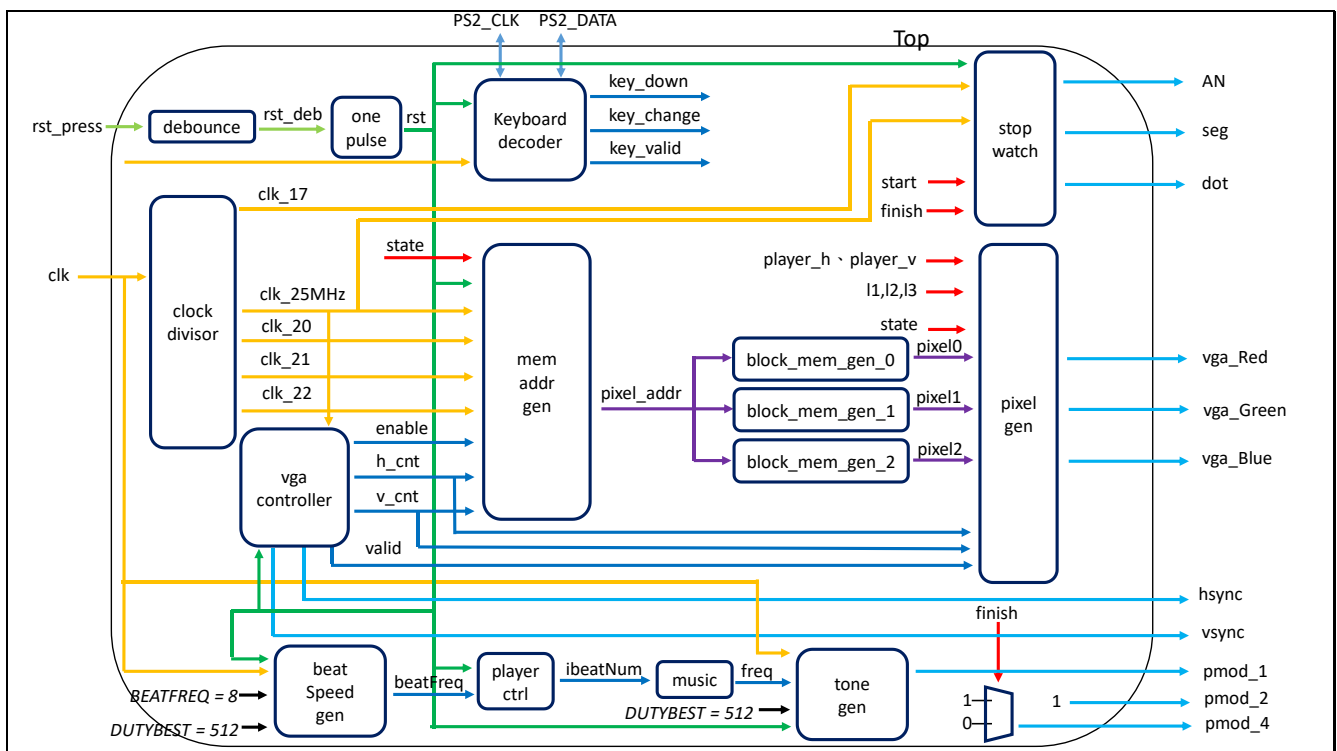 PS2_CLK PS2_DATA
Top
rst_press
debounce
rst_deb
one
pulse
rst
Keyboard
decoder
key_down
key_change
key_valid
stop
watch
start
finish
AN
seg
dot
clk
clock
divisor
clk_17
clk_25MHz
clk_20
clk_21
clk_22
state
mem
addr
gen
pixel_addr
block_mem_gen_0
block_mem_gen_1
block_mem_gen_2
pixel0
pixel1
pixel2
player_h、player_v
l1,l2,l3
state
pixel
gen
vga_Red
vga_Green
vga_Blue
vga
controller
enable
h_cnt
v_cnt
valid
hsync
vsync
beat
Speed
gen
BEATFREQ = 8
DUTYBEST = 512
beatFreq
player
ctrl
ibeatNum
music
freq
DUTYBEST = 512
tone
gen
finish
1
0
1
pmod_1
pmod_2
pmod_4